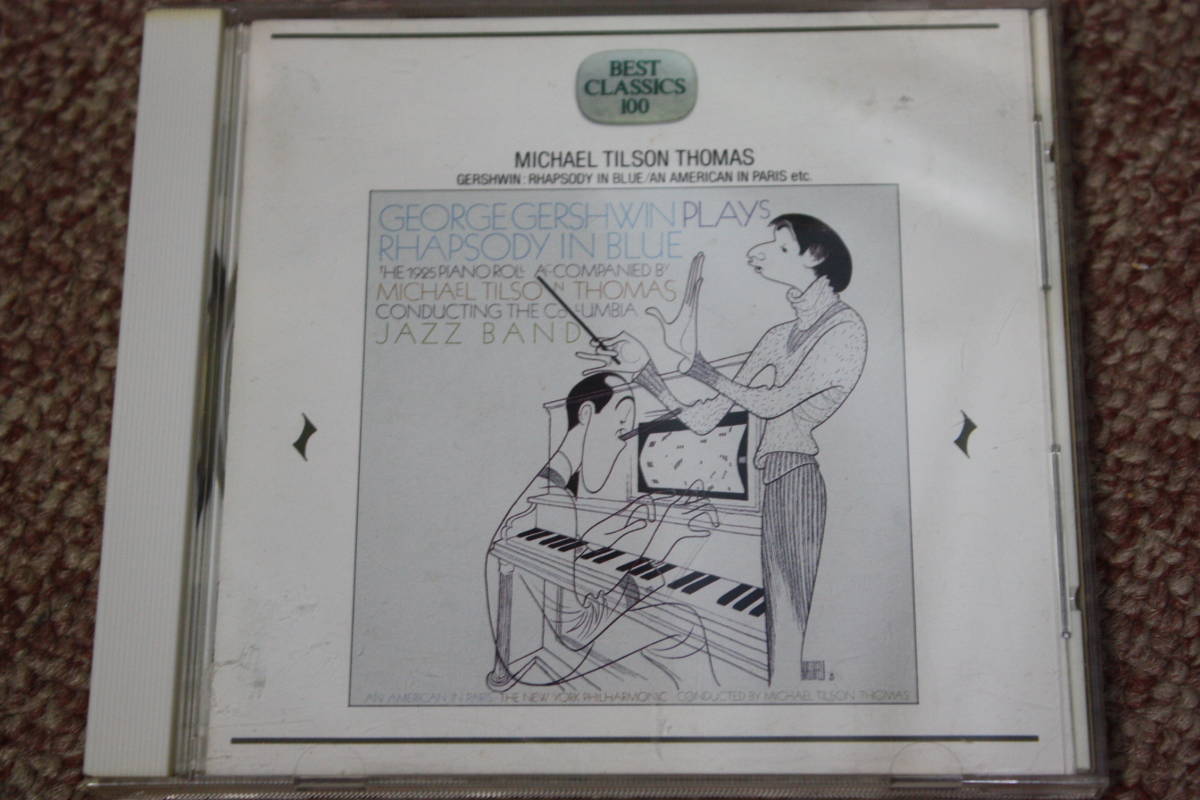 BEST
CLASSICS
100
MICHAEL TILSON THOMAS
GERSHWIN: RHAPSODY IN BLUE/AN AMERICAN IN PARIS etc.
GEORGE GERSHWIN PLAYS
RHAPSODY IN BLUE
THE 1925 PIANO ROLL ACCOMPANIED BY
MICHAEL TILSON THOMAS
CONDUCTING THE COLUMBIA
JAZZ BAND
HIRSCHFELD
AN AMERICAN IN PARIS THE NEW YORK PHILHARMONIC CONDUCTED BY MICHAEL TILSON THOMAS